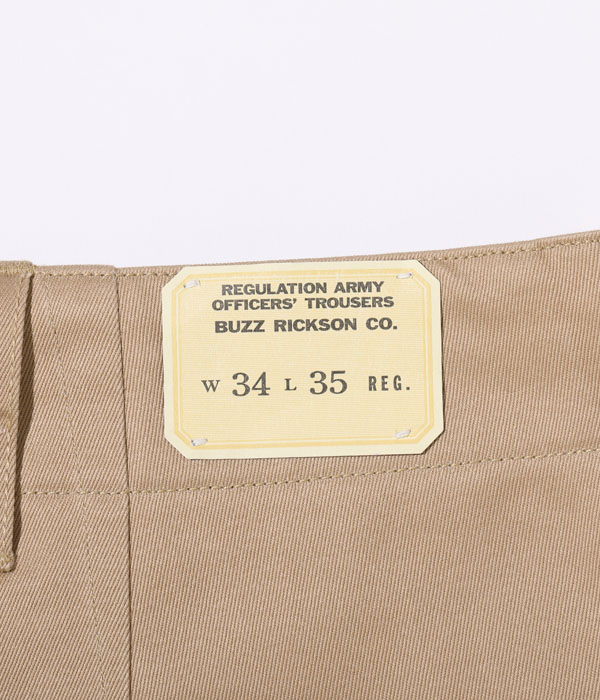 REGULATION ARMY
OFFICERS' TROUSERS
BUZZ RICKSON CO.
W 34 L 35 REG.